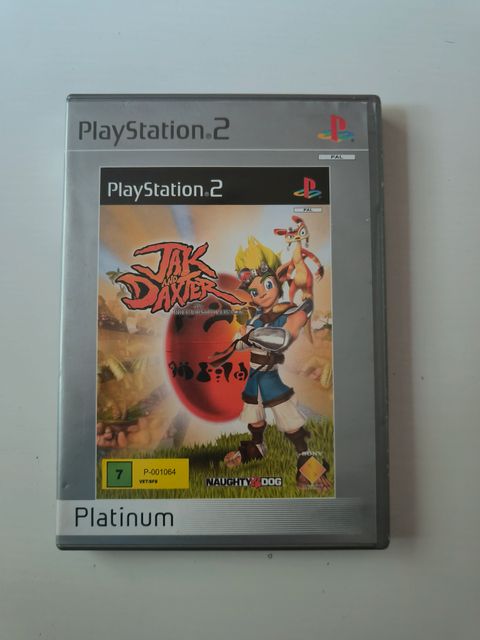 PlayStation®2
PAL
PlayStation®2
PAL
JAK
AND
DAXTER
7
P-001064
VET/SFB
NAUGHTY DOG
SONY
Platinum